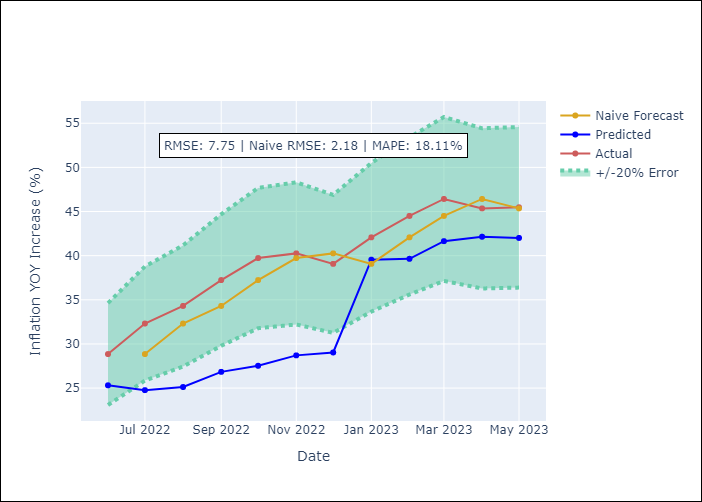 RMSE: 7.75 | Naive RMSE: 2.18 | MAPE: 18.11%
Naive Forecast
Predicted
Actual
+/-20% Error
Inflation YOY Increase (%)
55
50
45
40
35
30
25
Jul 2022
Sep 2022
Nov 2022
Jan 2023
Mar 2023
May 2023
Date